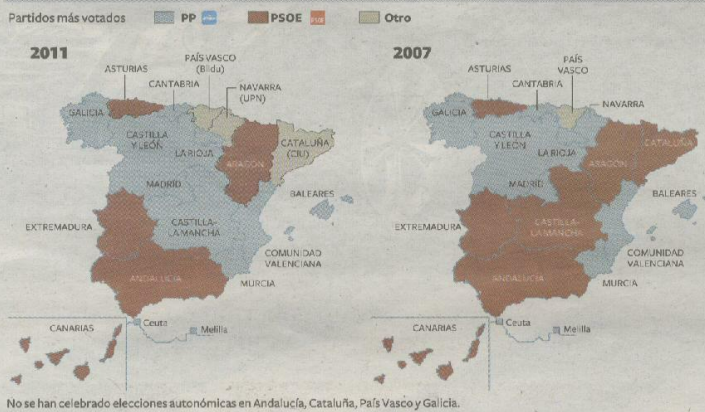 Partidos más votados PP PSOE Otro
2011
ASTURIAS
PAÍS VASCO
(Bildu)
CANTABRIA
NAVARRA
(UPN)
GALICIA
CASTILLA
Y LEÓN
LA RIOJA
ARAGÓN
CATALUÑA
(CIU)
MADRID
BALEARES
EXTREMADURA
CASTILLA-
LA MANCHA
COMUNIDAD
VALENCIANA
ANDALUCÍA
MURCIA
CANARIAS
Ceuta
Melilla
2007
ASTURIAS
PAÍS
VASCO
CANTABRIA
NAVARRA
GALICIA
CASTILLA
Y LEÓN
LA RIOJA
ARAGÓN
CATALUÑA
MADRID
BALEARES
EXTREMADURA
CASTILLA-
LA MANCHA
COMUNIDAD
VALENCIANA
ANDALUCÍA
MURCIA
CANARIAS
Ceuta
Melilla
No se han celebrado elecciones autonómicas en Andalucía, Cataluña, País Vasco y Galicia.